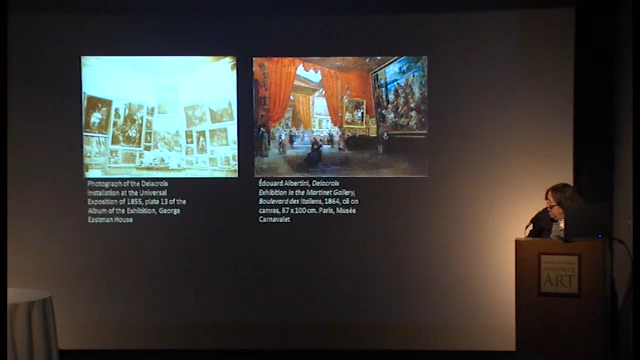 Photograph of the Delacroix
Installation at the Universal
Exposition of 1855, plate 13 of the
Album of the Exhibition, George
Eastman House
Édouard Albertini, Delacroix
Exhibition in the Martinet Gallery,
Boulevard des Italiens, 1864, oil on
canvas, 67 x 100 cm. Paris, Musée
Carnavalet
ART